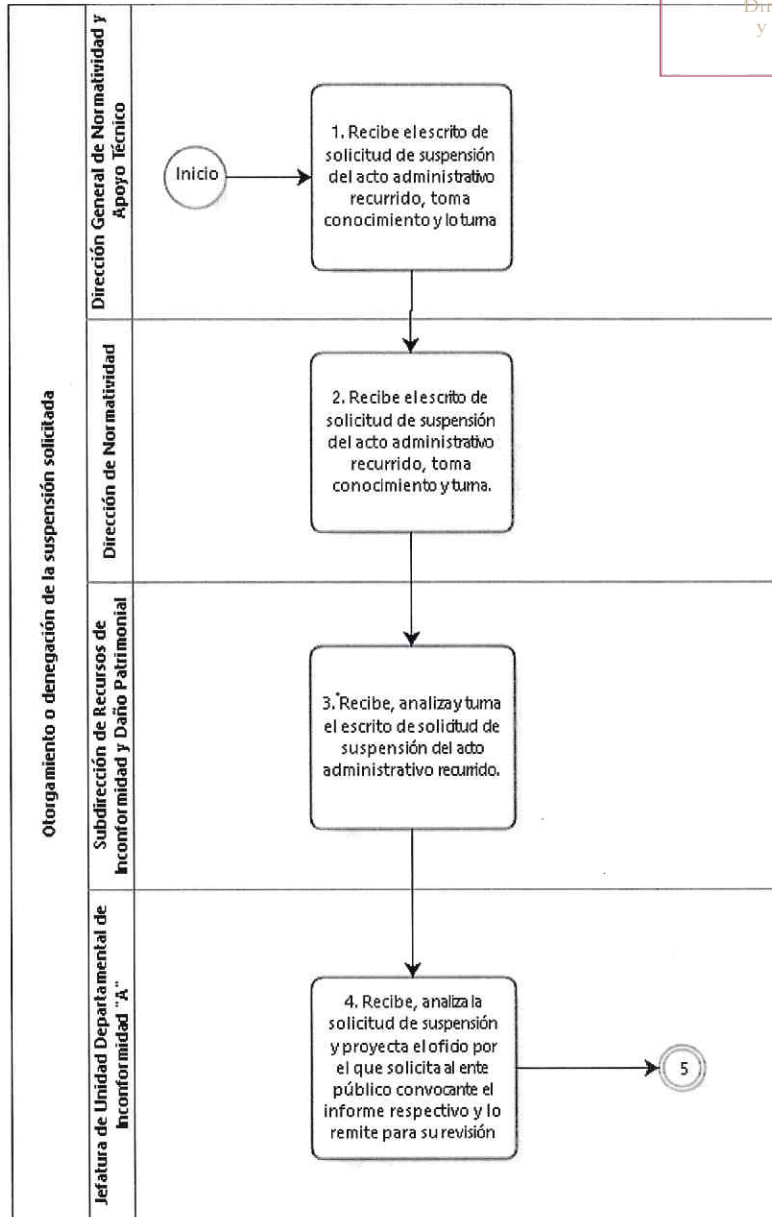 Dir
y
Otorgamiento o denegación de la suspensión solicitada
Dirección General de Normatividad y
Apoyo Técnico
Inicio
1. Recibe el escrito de
solicitud de suspensión
del acto administrativo
recurrido, toma
conocimiento y lo turna
Dirección de Normatividad
2. Recibe el escrito de
solicitud de suspensión
del acto administrativo
recurrido, toma
conocimiento y turna.
Subdirección de Recursos de
Inconformidad y Daño Patrimonial
3. Recibe, analiza y turna
el escrito de solicitud de
suspensión del acto
administrativo recurrido.
Jefatura de Unidad Departamental de
Inconformidad "A"
4. Recibe, analiza la
solicitud de suspensión
y proyecta el oficio por
el que solicita al ente
público convocante el
informe respectivo y lo
remite para su revisión
5